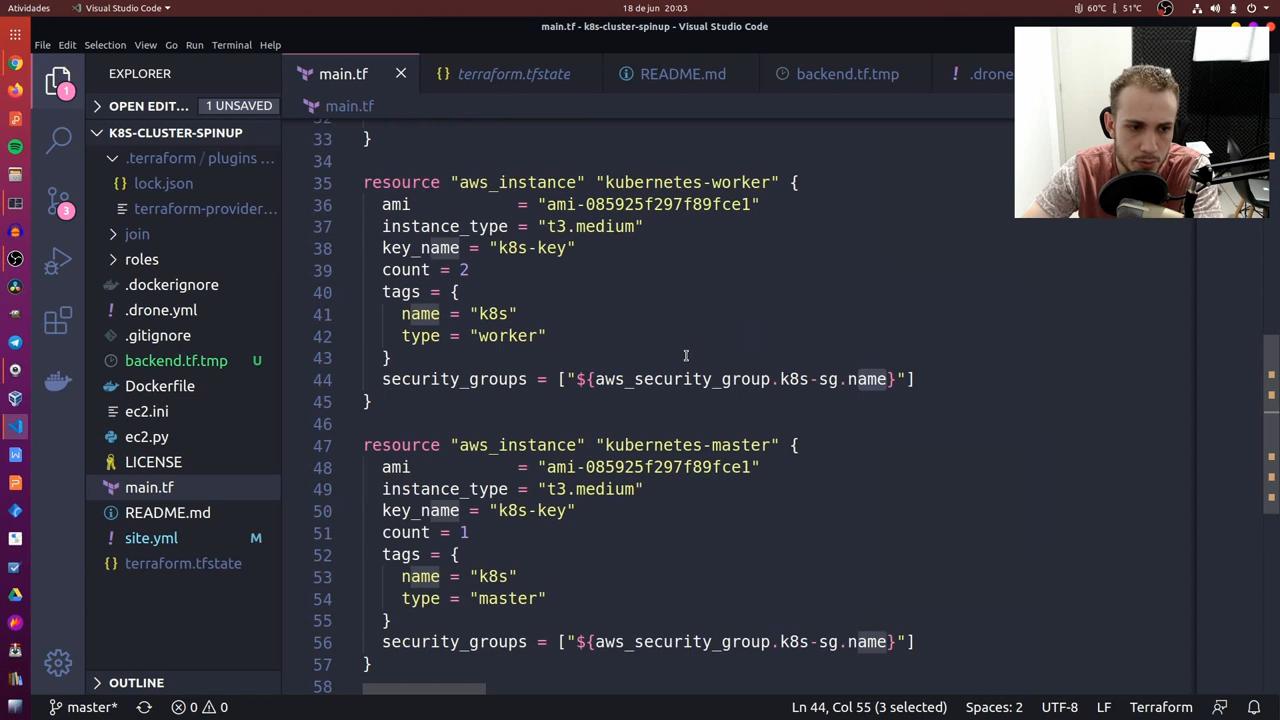 Atividades
Visual Studio Code
18 de jun 20:03
60°C
51°C
main.tf - k8s-cluster-spinup - Visual Studio Code
File Edit Selection View Go Run Terminal Help
EXPLORER
main.tf
terraform.tfstate
README.md
backend.tf.tmp
.drone
OPEN EDIT... 1 UNSAVED
main.tf
K8S-CLUSTER-SPINUP
.terraform / plugins ...
lock.json
terraform-provider...
join
roles
.dockerignore
.drone.yml
.gitignore
backend.tf.tmp U
Dockerfile
ec2.ini
ec2.py
LICENSE
main.tf
README.md
site.yml M
terraform.tfstate
OUTLINE
1
3
33 }
34
35 resource "aws_instance" "kubernetes-worker" {
36 ami = "ami-085925f297f89fce1"
37 instance_type = "t3.medium"
38 key_name = "k8s-key"
39 count = 2
40 tags = {
41 name = "k8s"
42 type = "worker"
43 }
44 security_groups = ["${aws_security_group.k8s-sg.name}"]
45 }
46
47 resource "aws_instance" "kubernetes-master" {
48 ami = "ami-085925f297f89fce1"
49 instance_type = "t3.medium"
50 key_name = "k8s-key"
51 count = 1
52 tags = {
53 name = "k8s"
54 type = "master"
55 }
56 security_groups = ["${aws_security_group.k8s-sg.name}"]
57 }
58
master* 0 0 Ln 44, Col 55 (3 selected) Spaces: 2 UTF-8 LF Terraform